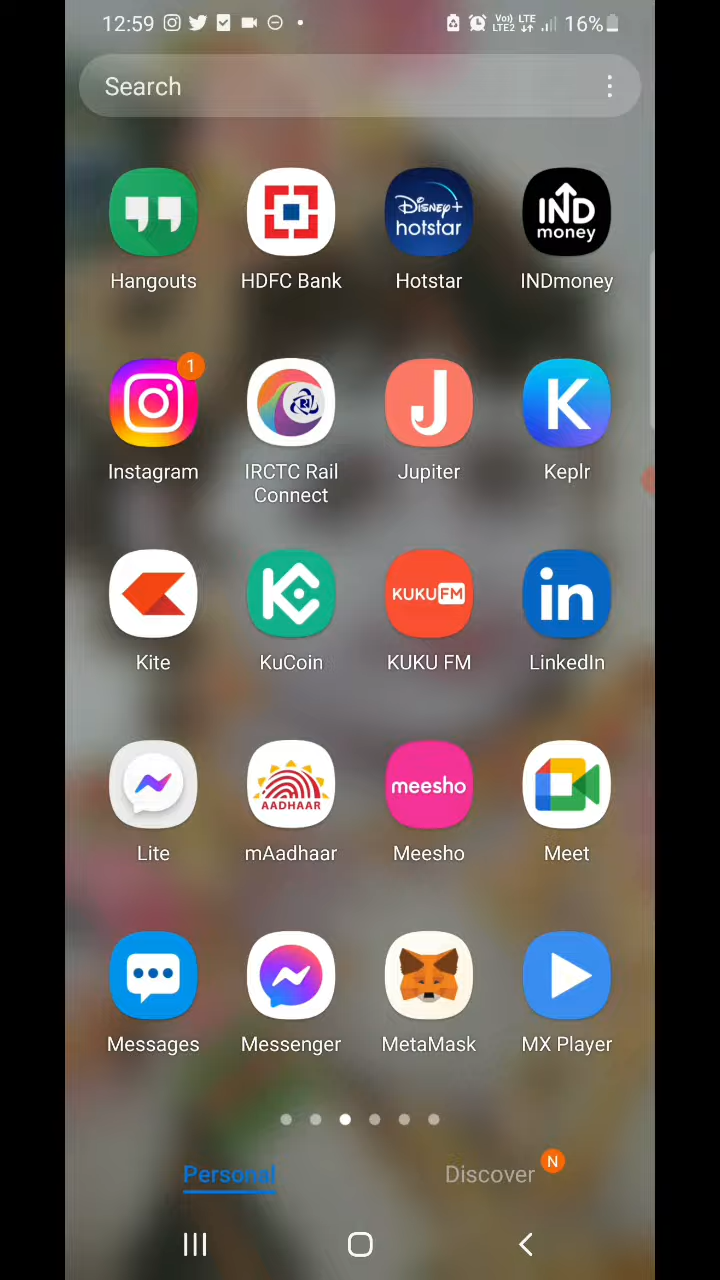 12:59 Vo) LTE LTE2 16%
Search
Disney+ hotstar
IND money
Hangouts HDFC Bank Hotstar INDmoney
1
J K
Instagram IRCTC Rail Connect Jupiter Keplr
KUKU FM in
Kite KuCoin KUKU FM LinkedIn
AADHAAR meesho
Lite mAadhaar Meesho Meet
Messages Messenger MetaMask MX Player
Personal Discover N